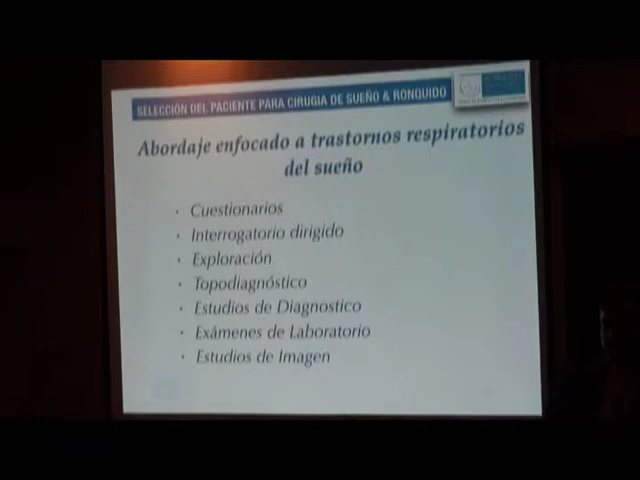 SELECCIÓN DEL PACIENTE PARA CIRUGIA DE SUEÑO & RONQUIDO
Abordaje enfocado a trastornos respiratorios
del sueño
· Cuestionarios
· Interrogatorio dirigido
· Exploración
· Topodiagnóstico
· Estudios de Diagnostico
· Exámenes de Laboratorio
· Estudios de Imagen